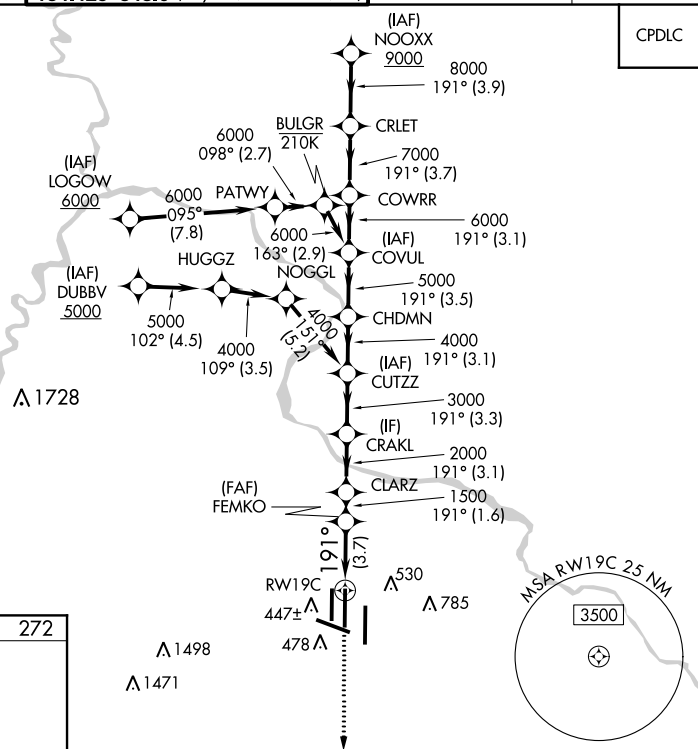 (IAF)
NOOXX
9000
CPDLC
8000
191° (3.9)
CRLET
BULGR
210K
6000
098° (2.7)
7000
191° (3.7)
(IAF)
LOGOW
6000
6000
095°
(7.8)
PATWY
COWRR
6000
191° (3.1)
6000
163° (2.9)
(IAF)
COVUL
HUGGZ
NOGGL
(IAF)
DUBBV
5000
5000
191° (3.5)
5000
102° (4.5)
4000
109° (3.5)
4000
151°
(5.2)
CHDMN
4000
191° (3.1)
(IAF)
CUTZZ
1728
3000
191° (3.3)
(IF)
CRAKL
2000
191° (3.1)
CLARZ
(FAF)
FEMKO
1500
191° (1.6)
191°
(3.7)
RW19C
530
785
447±
478
MSA RW19C 25 NM
3500
272
1498
1471